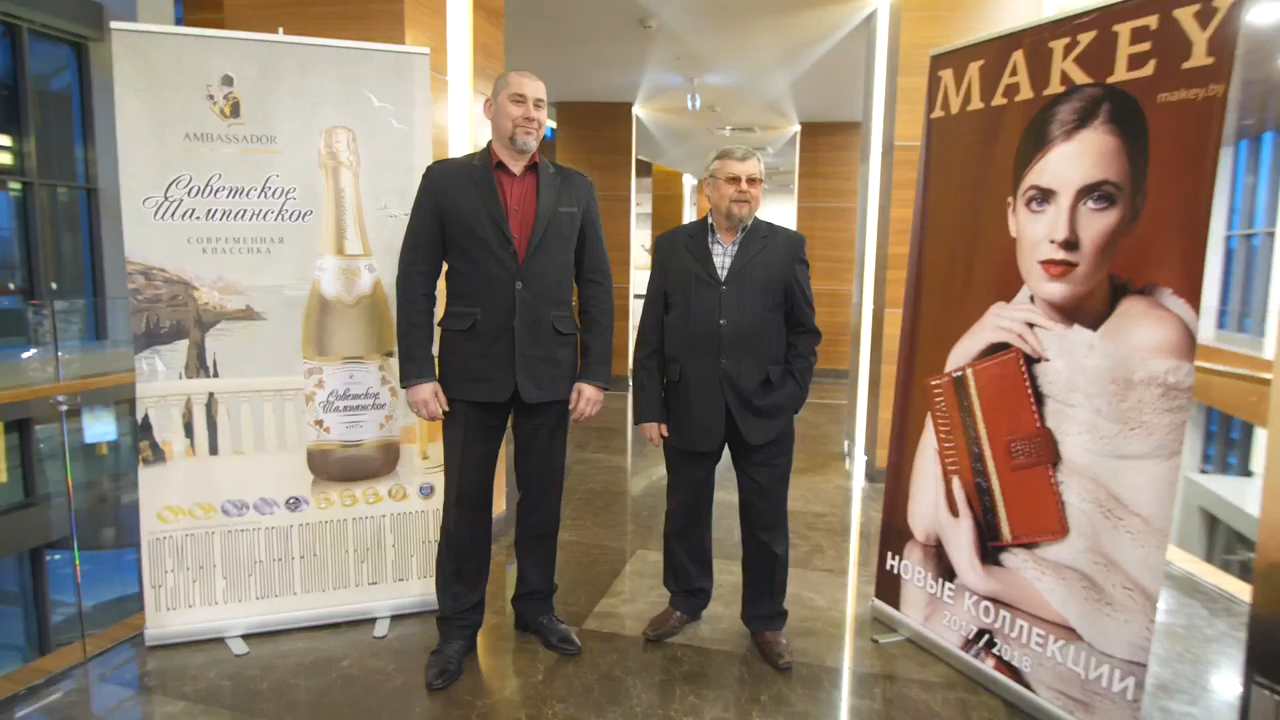 AMBASSADOR
Советское
Шампанское
СОВРЕМЕННАЯ
КЛАССИКА
AMBASSADOR
Советское
Шампанское
ЧРЕЗМЕРНОЕ УПОТРЕБЛЕНИЕ АЛКОГОЛЯ ВРЕДИТ ЗДОРОВЬЮ
MAKEY
makey.by
НОВЫЕ КОЛЛЕКЦИИ
2017 / 2018